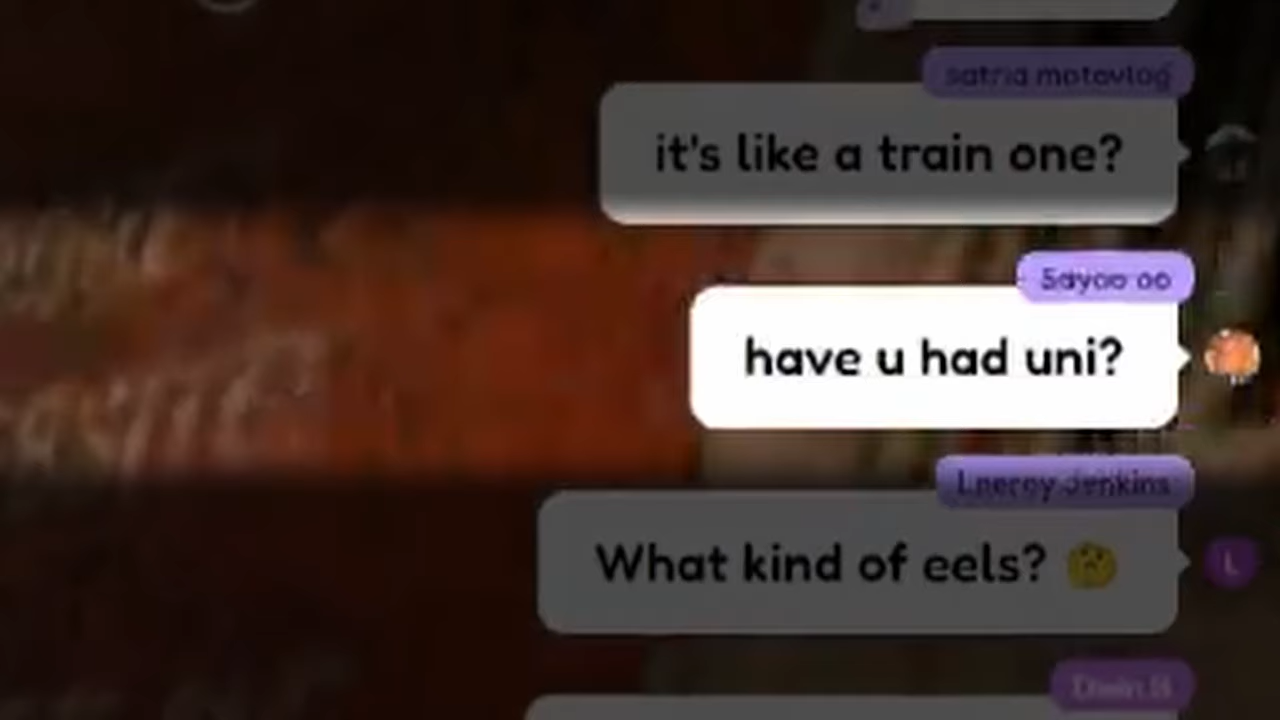 satria motovlog
it's like a train one?
Sayoo oo
have u had uni?
Leeroy Jenkins
What kind of eels? 🤔
L